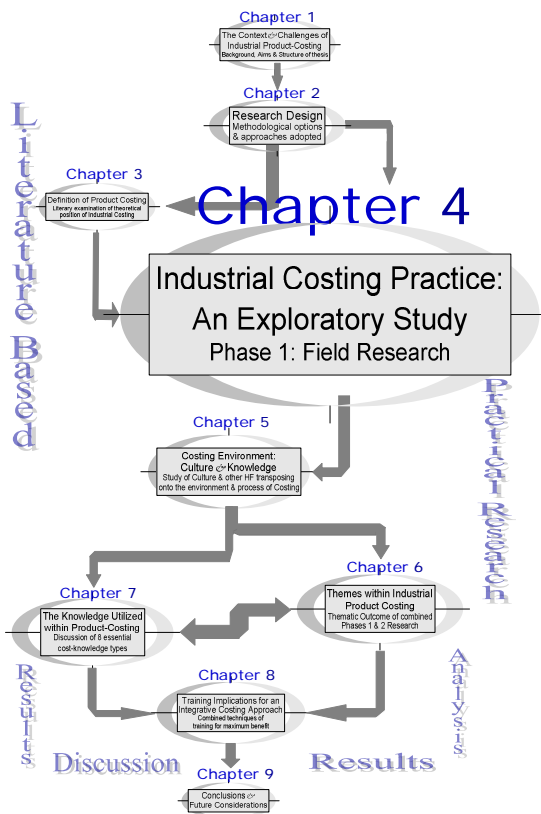 Chapter 1
The Context & Challenges of
Industrial Product-Costing
Background, Aims & Structure of thesis
Chapter 2
Research Design
Methodological options
& approaches adopted
Literature Based
Chapter 3
Definition of Product Costing
Literary examination of theoretical
position of Industrial Costing
Chapter 4
Industrial Costing Practice:
An Exploratory Study
Phase 1: Field Research
Practical Research
Chapter 5
Costing Environment:
Culture & Knowledge
Study of Culture & other HF transposing
onto the environment & process of Costing
Chapter 6
Themes within Industrial
Product Costing
Thematic Outcome of combined
Phases 1 & 2 Research
Chapter 7
The Knowledge Utilized
within Product-Costing
Discussion of 8 essential
cost-knowledge types
Results
Analysis
Chapter 8
Training Implications for an
Integrative Costing Approach
Combined techniques of
training for maximum benefit
Discussion
Results
Chapter 9
Conclusions &
Future Considerations